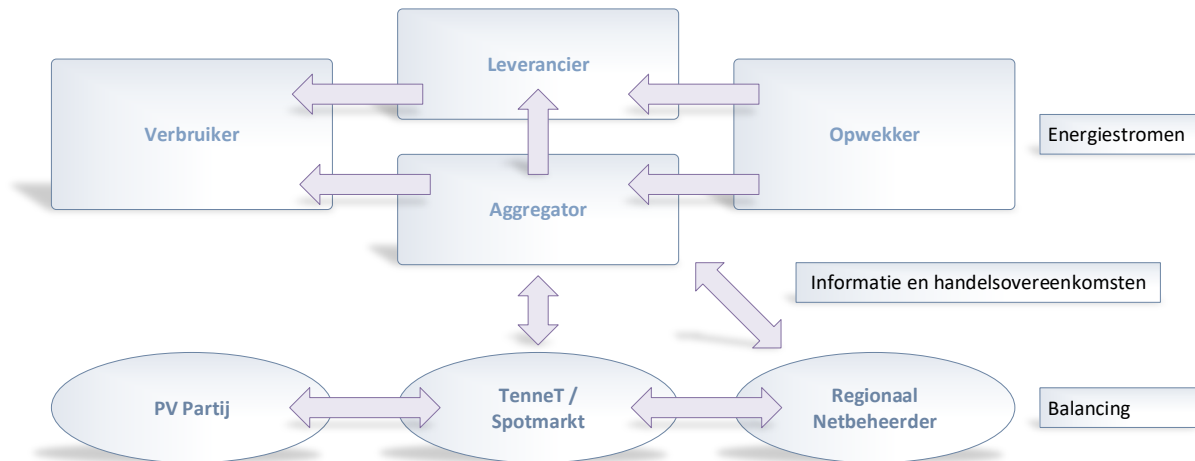 Leverancier
Verbruiker
Opwekker
Energiestromen
Aggregator
Informatie en handelsovereenkomsten
PV Partij
TenneT /
Spotmarkt
Regionaal
Netbeheerder
Balancing